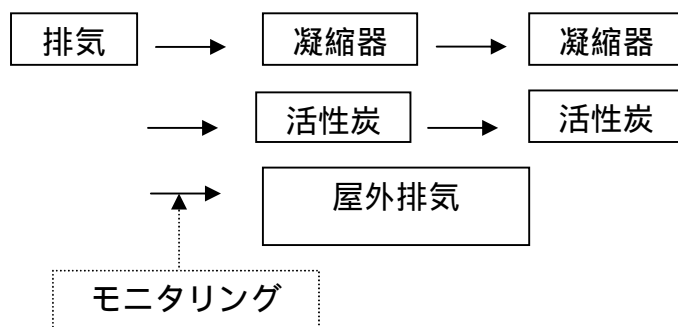 排気 凝縮器 凝縮器
活性炭 活性炭
屋外排気
モニタリング